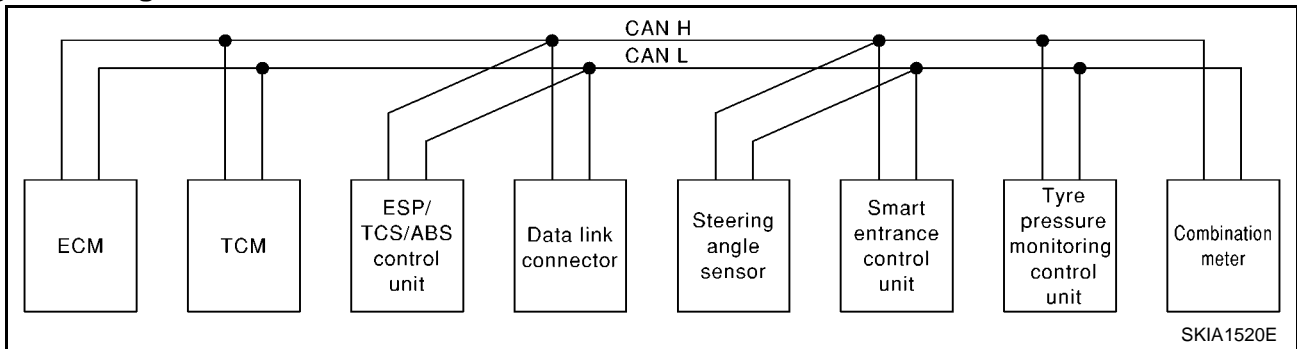 CAN H
CAN L
ECM
TCM
ESP/
TCS/ABS
control
unit
Data link
connector
Steering
angle
sensor
Smart
entrance
control
unit
Tyre
pressure
monitoring
control
unit
Combination
meter
SKIA1520E